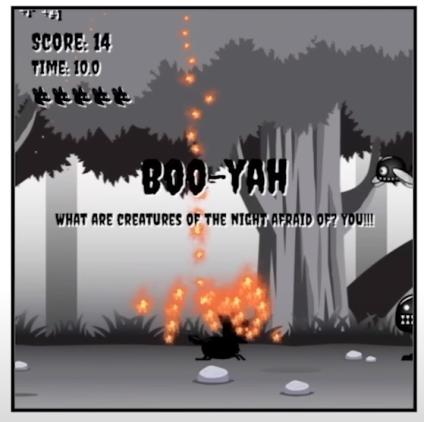 SCORE: 14
TIME: 10.0
BOO-YAH
WHAT ARE CREATURES OF THE NIGHT AFRAID OF? YOU!!!